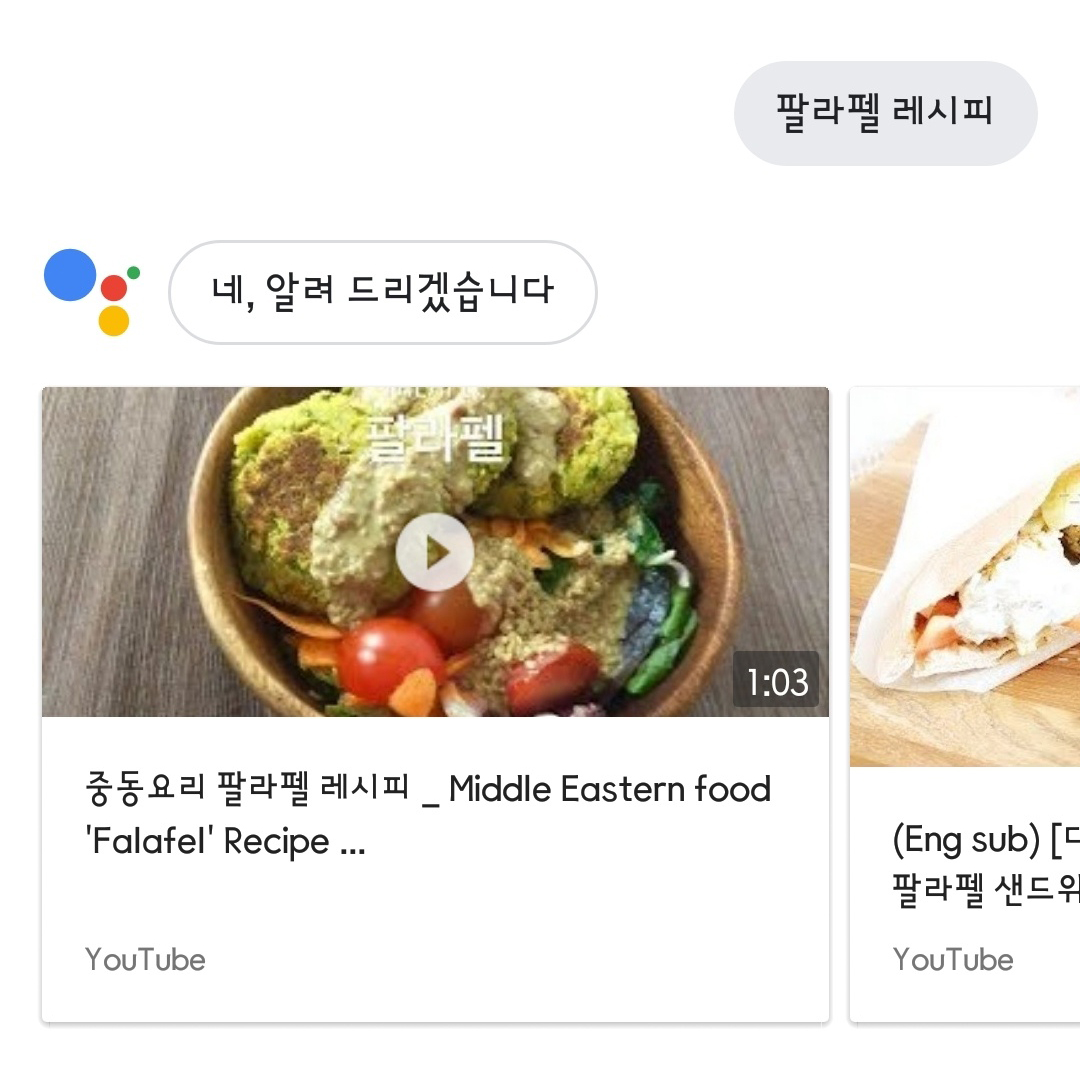 팔라펠 레시피
네, 알려 드리겠습니다
팔라펠
1:03
중동요리 팔라펠 레시피 _ Middle Eastern food
'Falafel' Recipe ...
YouTube
(Eng sub) [
팔라펠 샌드위
YouTube